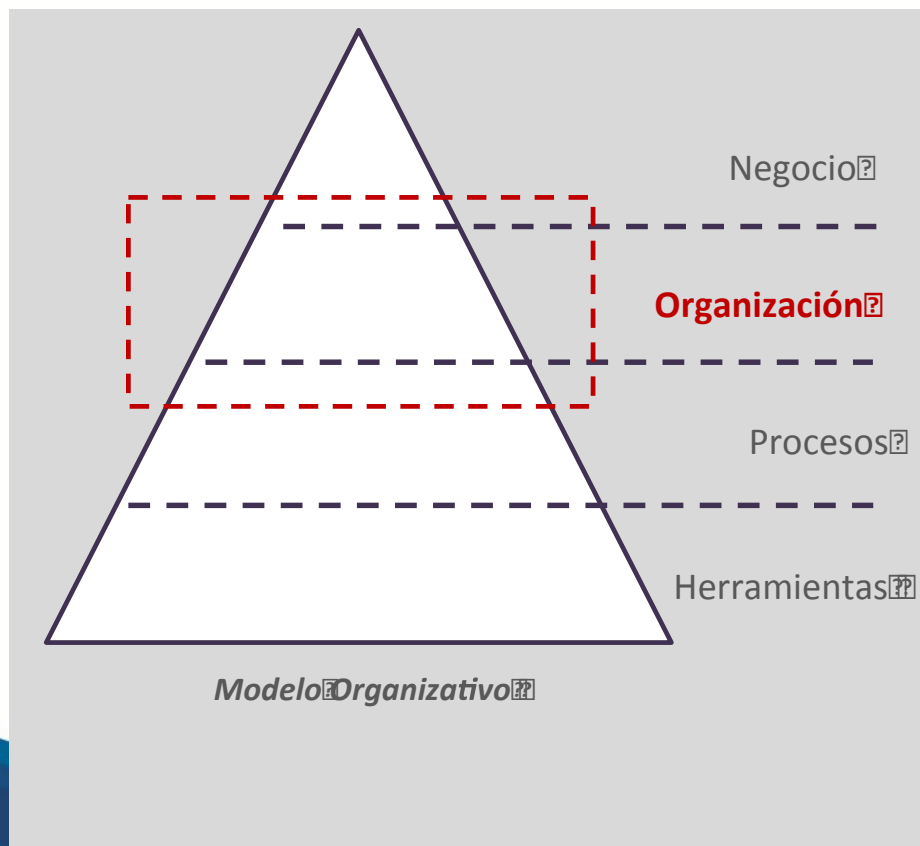 Negocio
Organización
Procesos
Herramientas
Modelo Organizativo